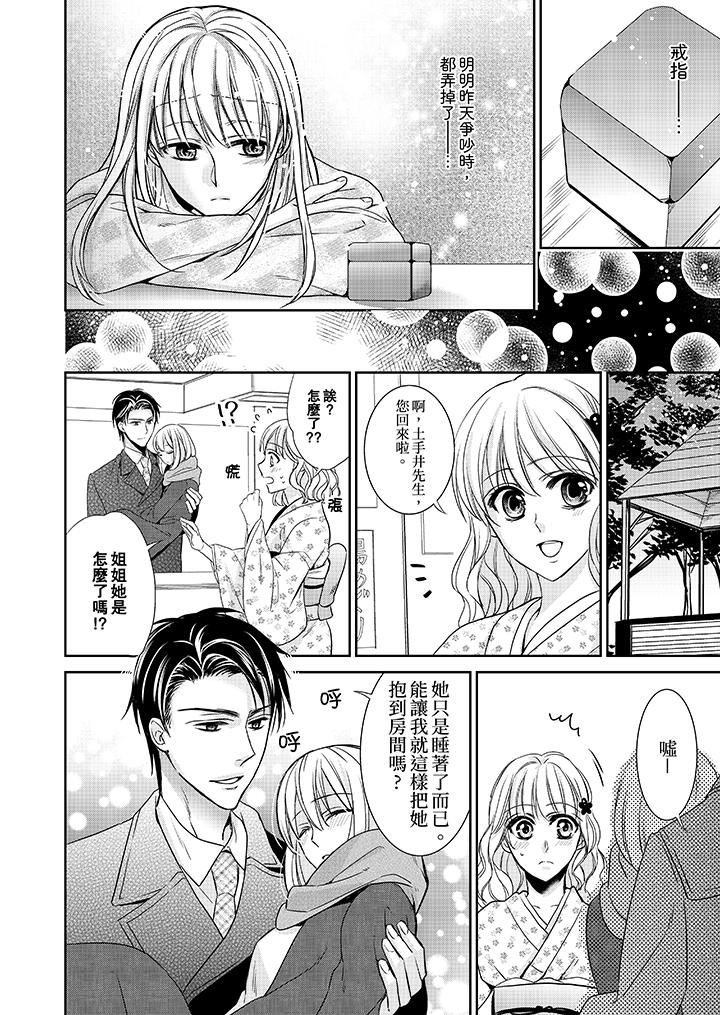 戒指——…
明明昨天爭吵時，
都弄掉了——…
啊，土手井先生，
您回來啦。
誒？
怎麼了??
!?
慌
張
姐姐她是
怎麼了嗎!?
噓—
她只是睡著了而已。
能讓我就這樣把她
抱到房間嗎？
呼
呼